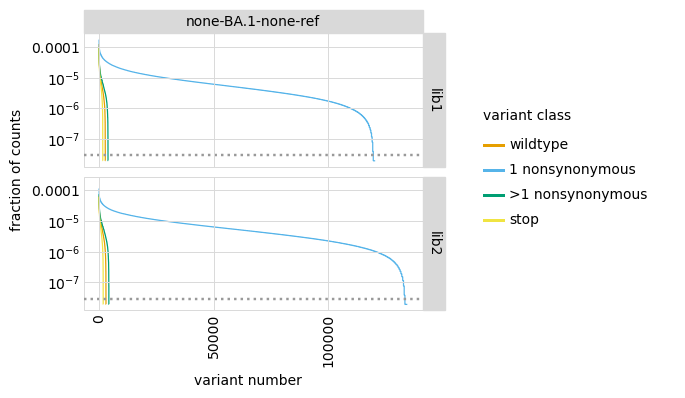 none-BA.1-none-ref
0.0001
10⁻⁵
10⁻⁶
10⁻⁷
lib1
0.0001
10⁻⁵
10⁻⁶
10⁻⁷
lib2
0
50000
100000
variant number
fraction of counts
variant class
wildtype
1 nonsynonymous
>1 nonsynonymous
stop